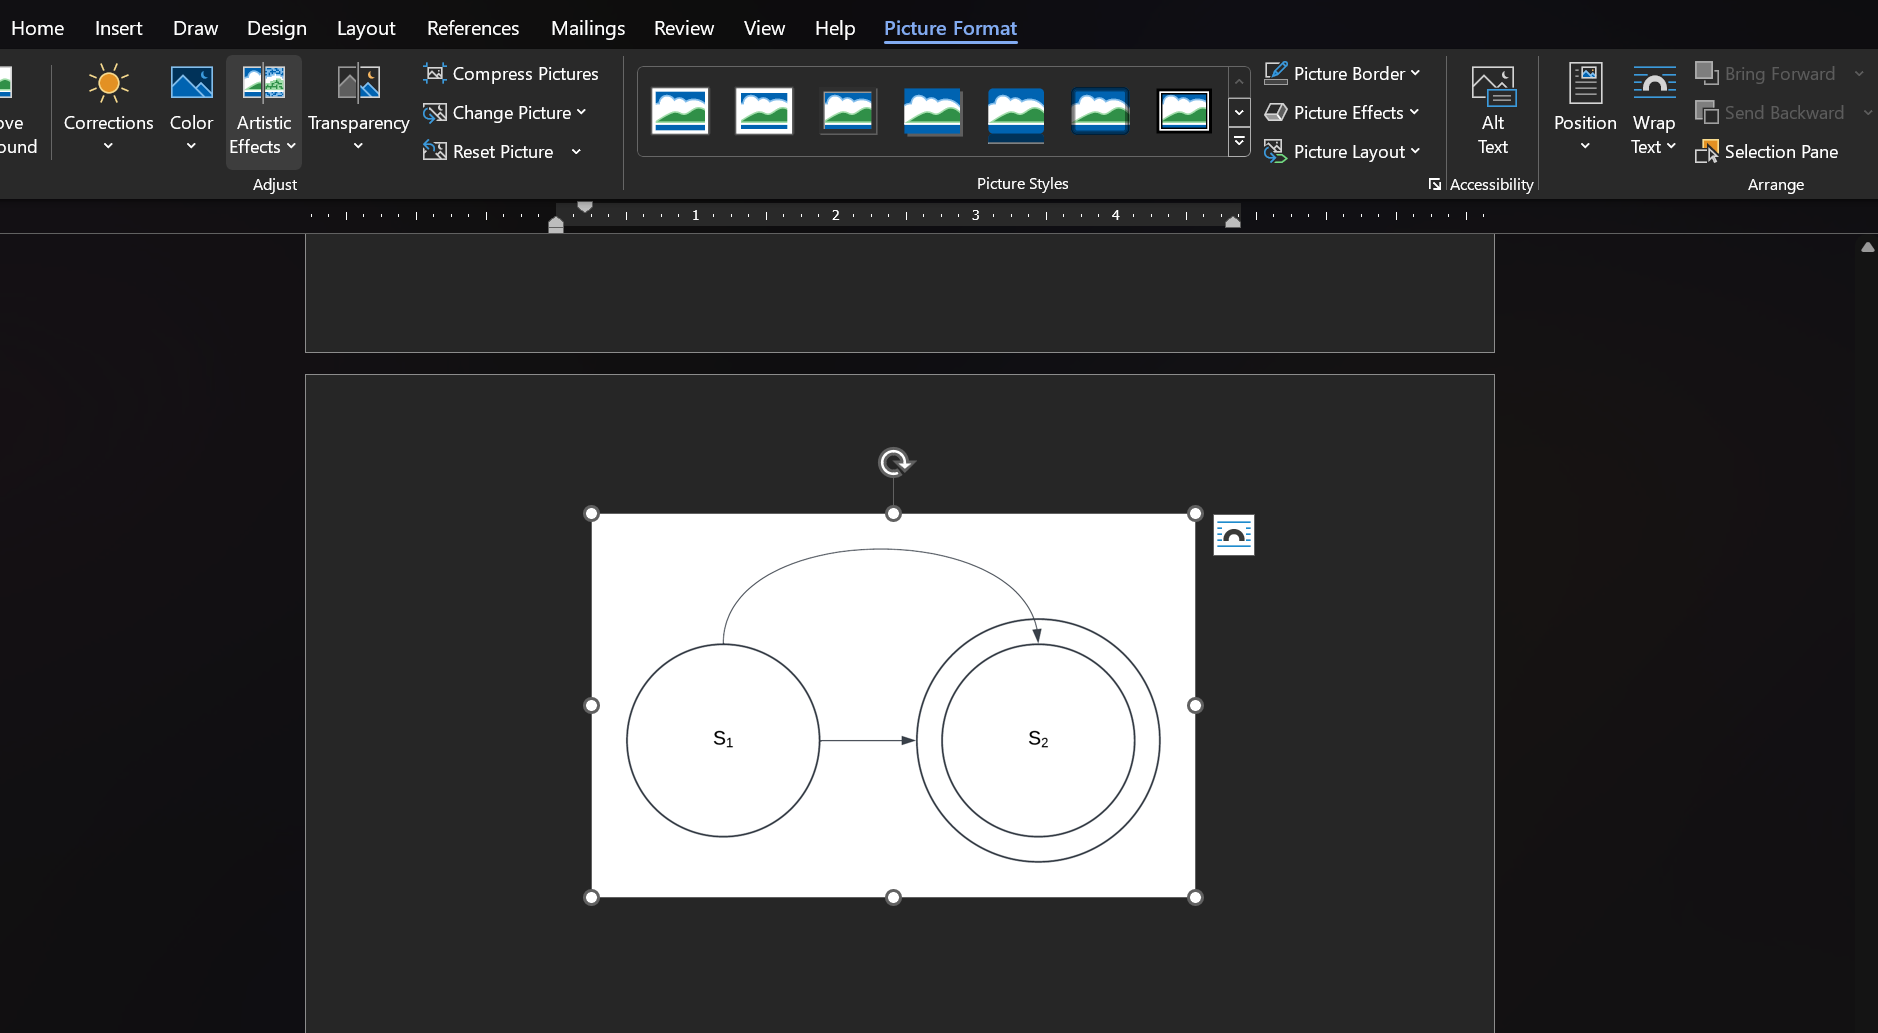 Home Insert Draw Design Layout References Mailings Review View Help Picture Format
ove
ound
Corrections
Color
Artistic
Effects
Transparency
Compress Pictures
Change Picture
Reset Picture
Adjust
Picture Styles
Picture Border
Picture Effects
Picture Layout
Alt
Text
Accessibility
Position
Wrap
Text
Bring Forward
Send Backward
Selection Pane
Arrange
1 2 3 4
S₁
S₂